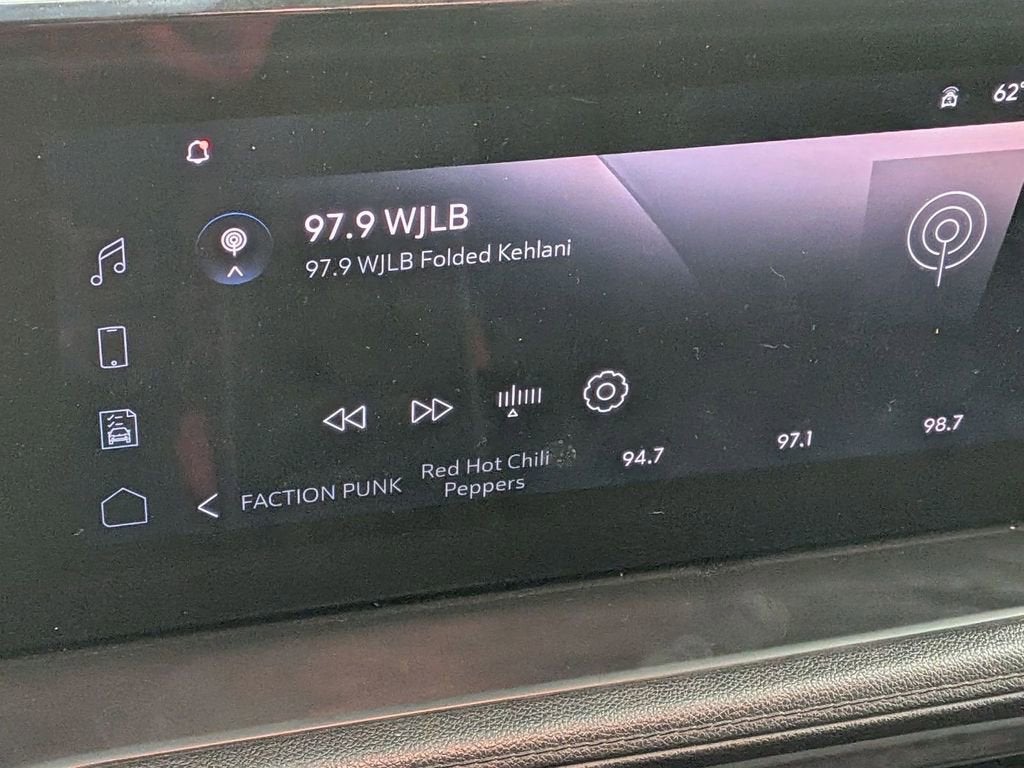 62°
97.9 WJLB
97.9 WJLB Folded Kehlani
FACTION PUNK
Red Hot Chili
Peppers
94.7
97.1
98.7